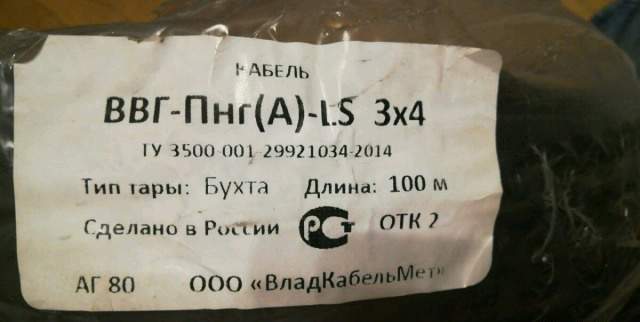 КАБЕЛЬ
ВВГ-Пнг(А)-LS 3х4
ТУ 3500-001-29921034-2014
Тип тары: Бухта Длина: 100 м
Сделано в России РСТ ОТК 2
АГ 80 ООО «ВладКабельМет»